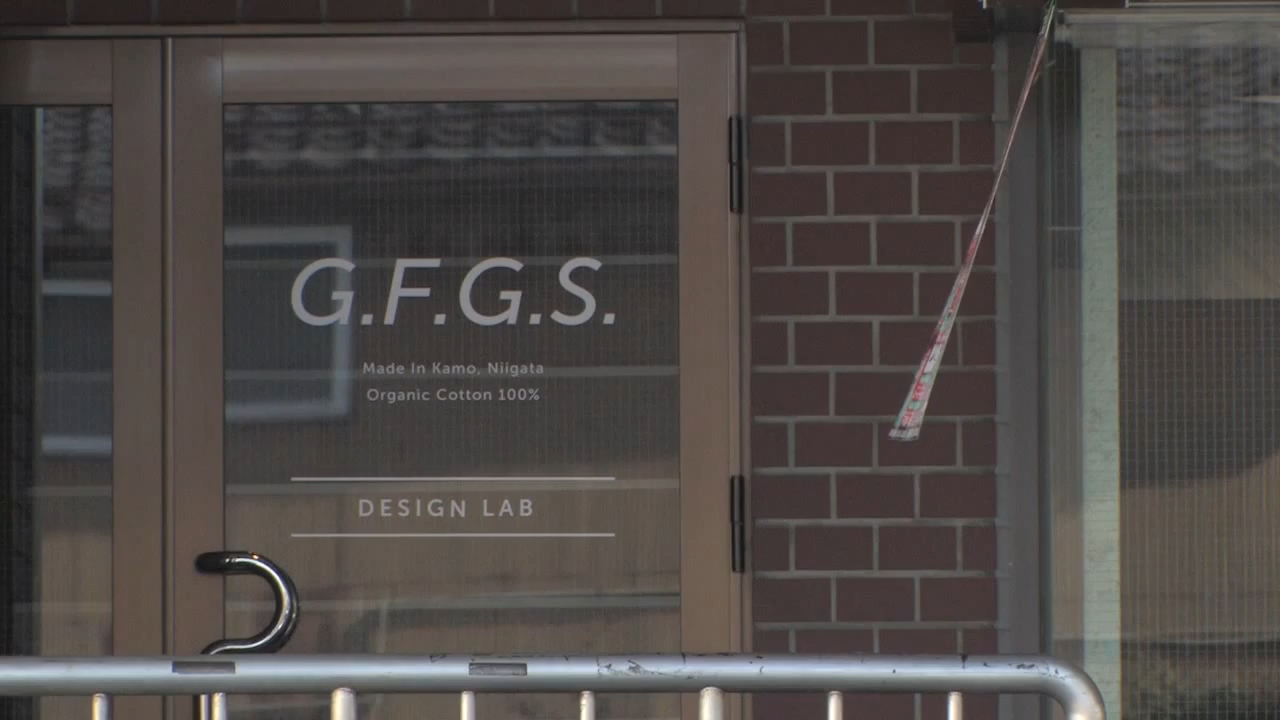 G.F.G.S.
Made In Kamo, Niigata
Organic Cotton 100%
DESIGN LAB